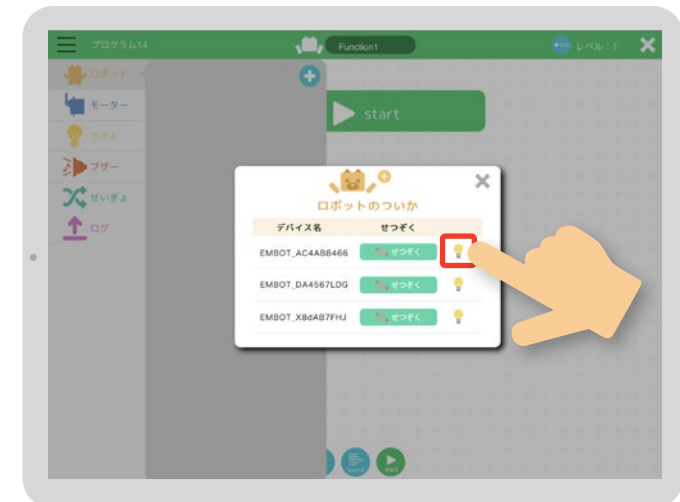 プログラム14
Function1
レベル:1
ロボット
モーター
ライト
ブザー
せいぎょ
ログ
start
ロボットのついか
デバイス名 せつぞく
EMBOT_AC4AB8466 せつぞく
EMBOT_DA4567LDG せつぞく
EMBOT_XBdAB7FHJ せつぞく
start